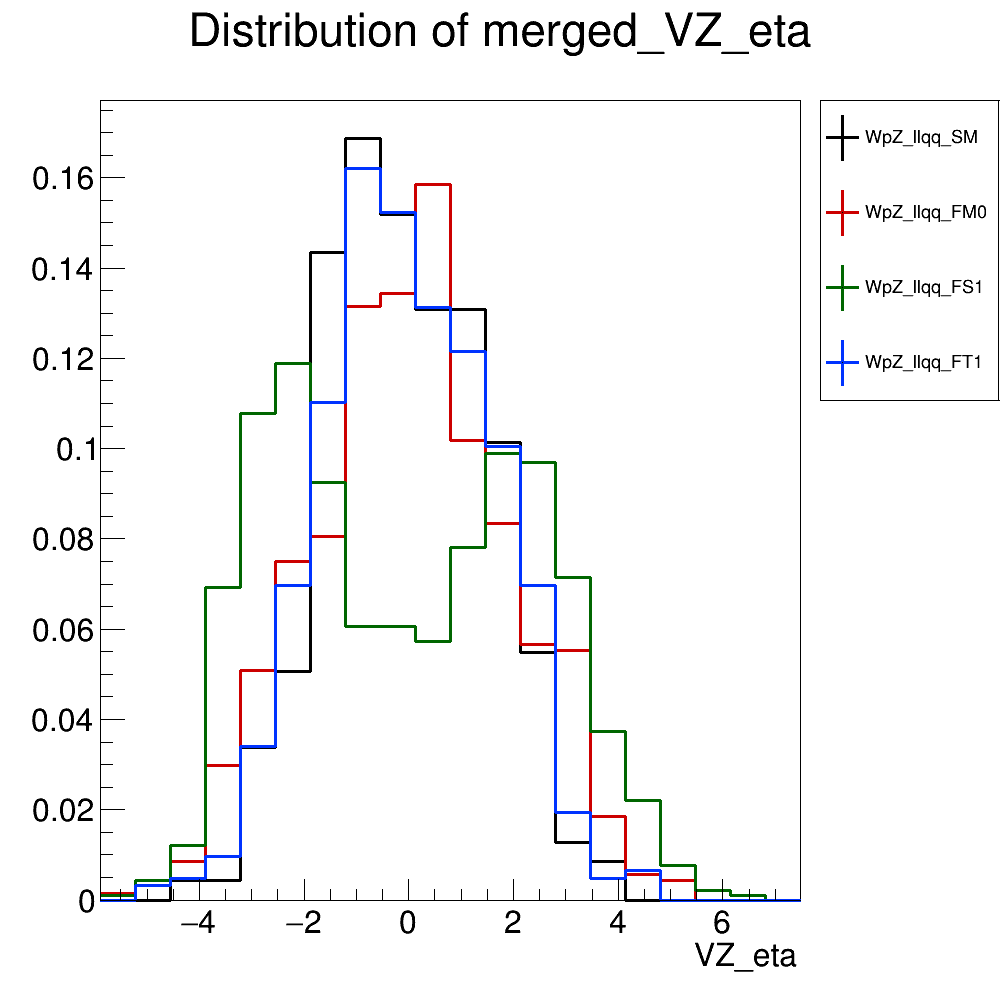 Distribution of merged_VZ_eta
0.16
0.14
0.12
0.1
0.08
0.06
0.04
0.02
0
−4
−2
0
2
4
6
VZ_eta
WpZ_llqq_SM
WpZ_llqq_FM0
WpZ_llqq_FS1
WpZ_llqq_FT1